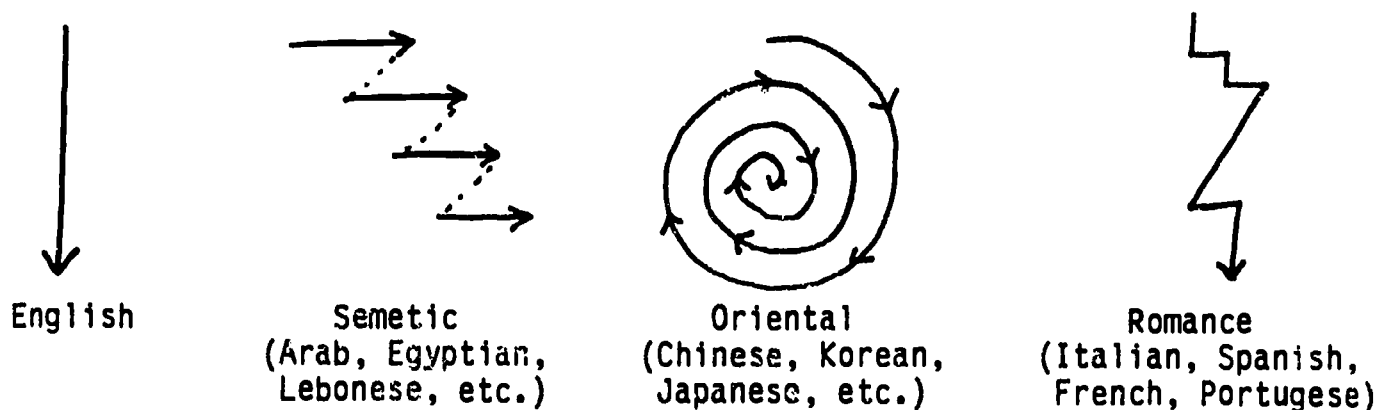 English
Semetic
(Arab, Egyptian,
Lebonese, etc.)
Oriental
(Chinese, Korean,
Japanese, etc.)
Romance
(Italian, Spanish,
French, Portugese)